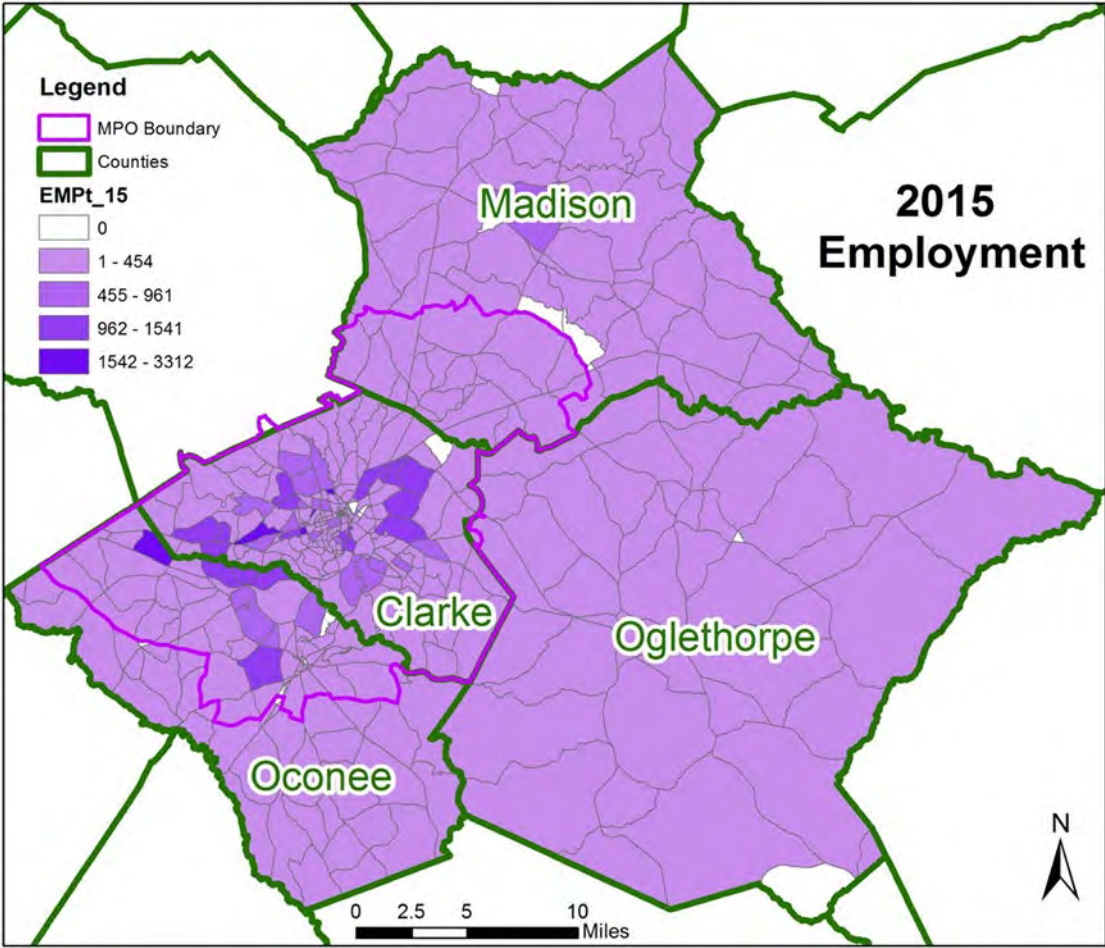 Legend
MPO Boundary
Counties
EMPt_15
0
1 - 454
455 - 961
962 - 1541
1542 - 3312
2015
Employment
Madison
Clarke
Oglethorpe
Oconee
N
0 2.5 5 10
Miles